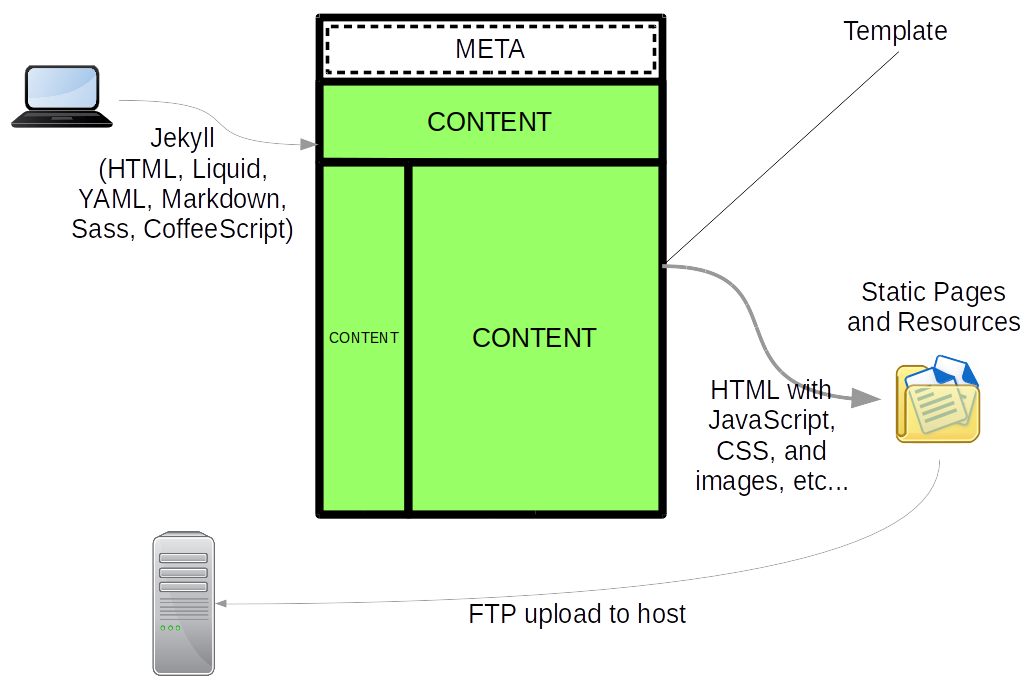 META
Template
CONTENT
Jekyll
(HTML, Liquid,
YAML, Markdown,
Sass, CoffeeScript)
Static Pages
and Resources
CONTENT
CONTENT
HTML with
JavaScript,
CSS, and
images, etc...
FTP upload to host